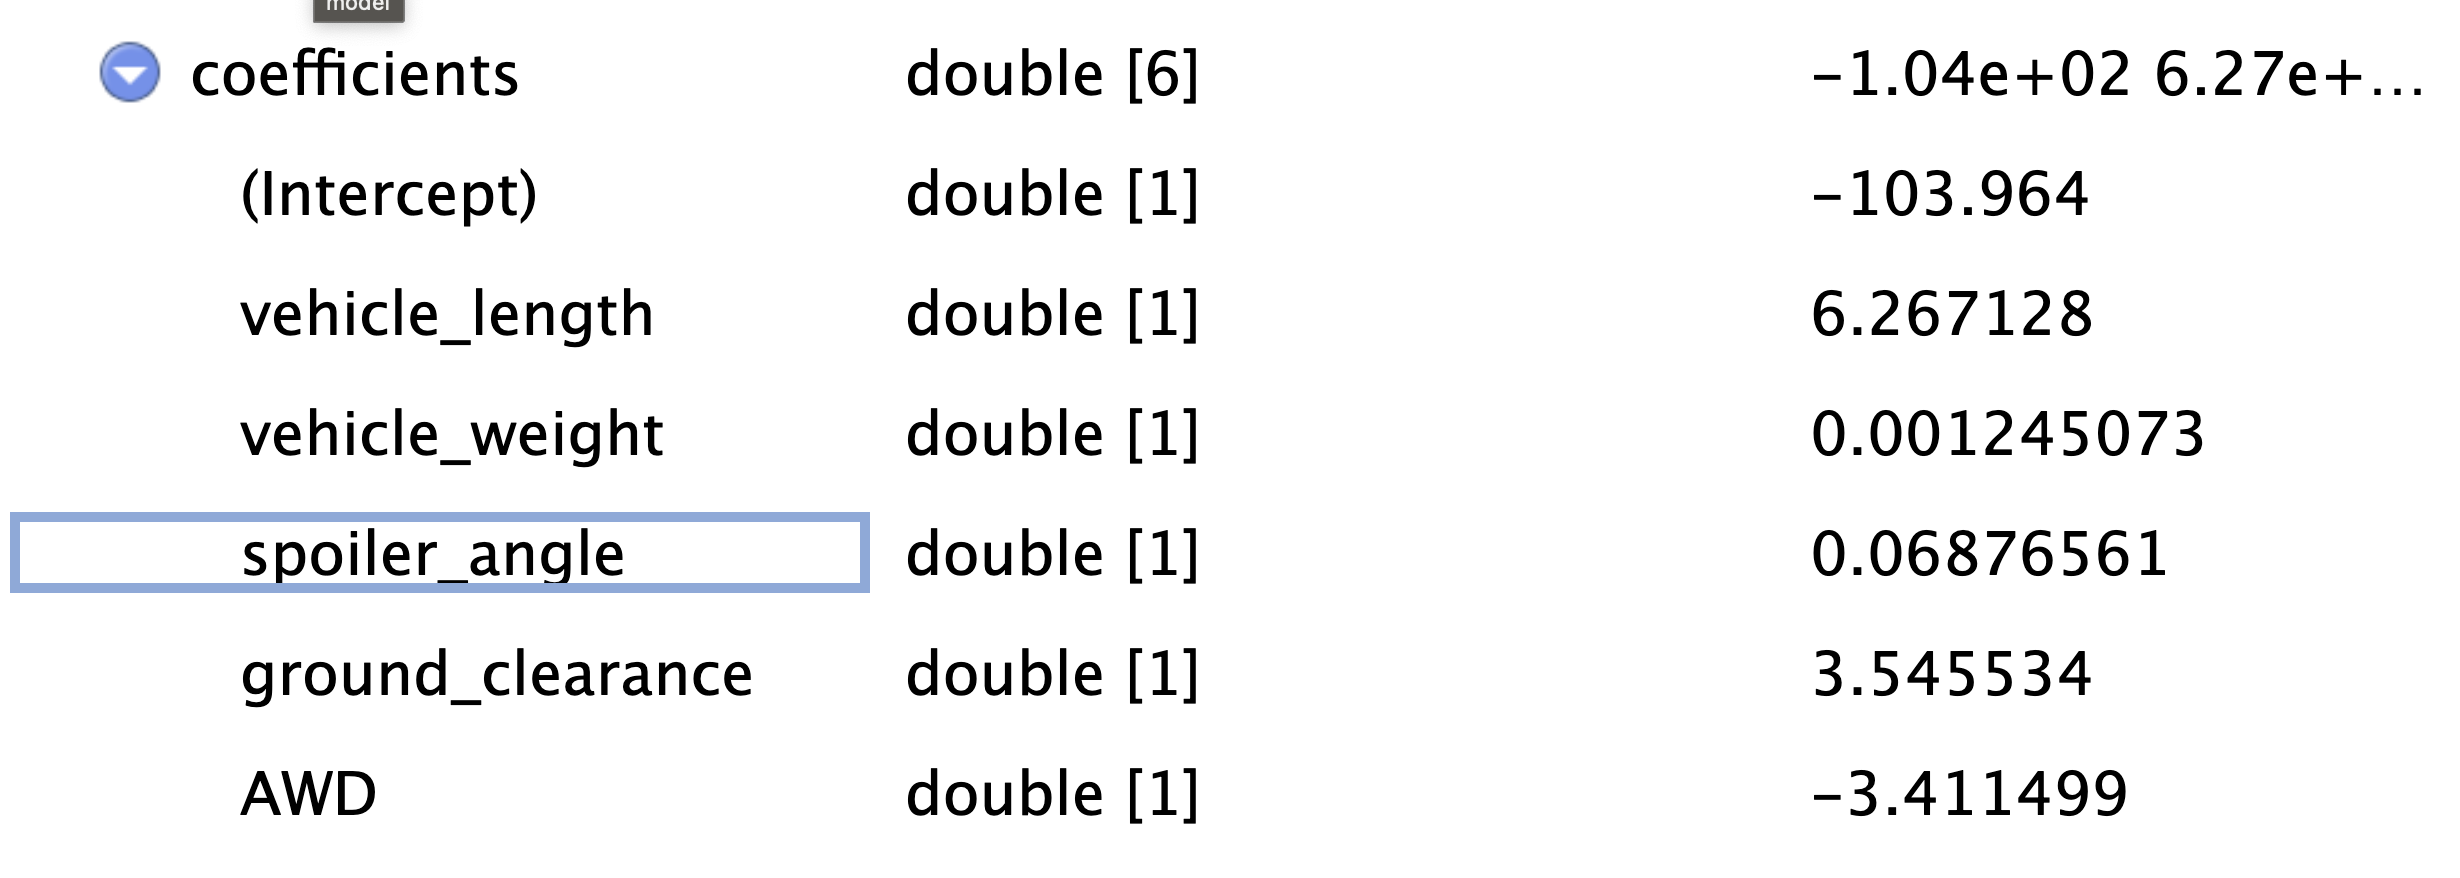 model
coefficients double [6] -1.04e+02 6.27e+...
(Intercept) double [1] -103.964
vehicle_length double [1] 6.267128
vehicle_weight double [1] 0.001245073
spoiler_angle double [1] 0.06876561
ground_clearance double [1] 3.545534
AWD double [1] -3.411499